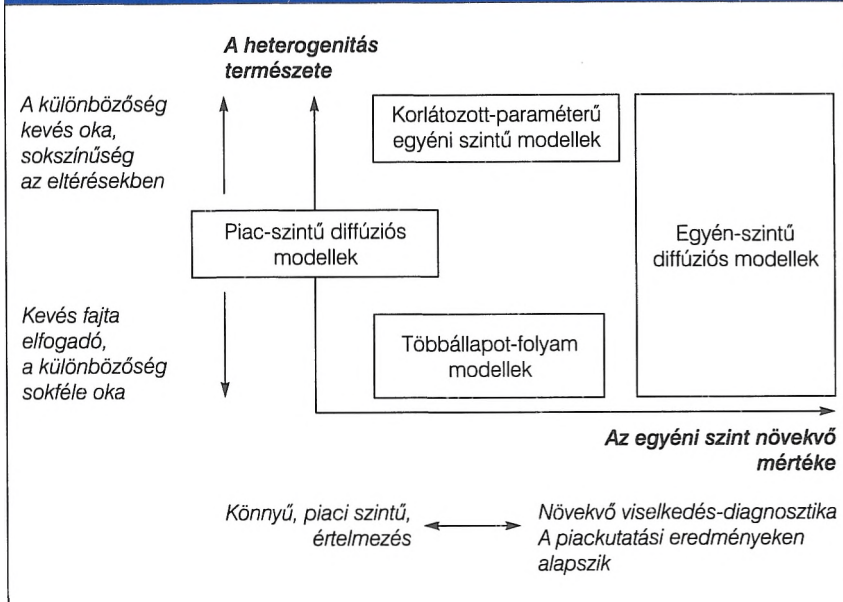 A heterogenitás
természete
A különbözőség
kevés oka,
sokszínűség
az eltérésekben
Korlátozott-paraméterű
egyéni szintű modellek
Piac-szintű diffúziós
modellek
Egyén-szintű
diffúziós modellek
Kevés fajta
elfogadó,
a különbözőség
sokféle oka
Többállapot-folyam
modellek
Az egyéni szint növekvő
mértéke
Könnyű, piaci szintű,
értelmezés
Növekvő viselkedés-diagnosztika
A piackutatási eredményeken
alapszik